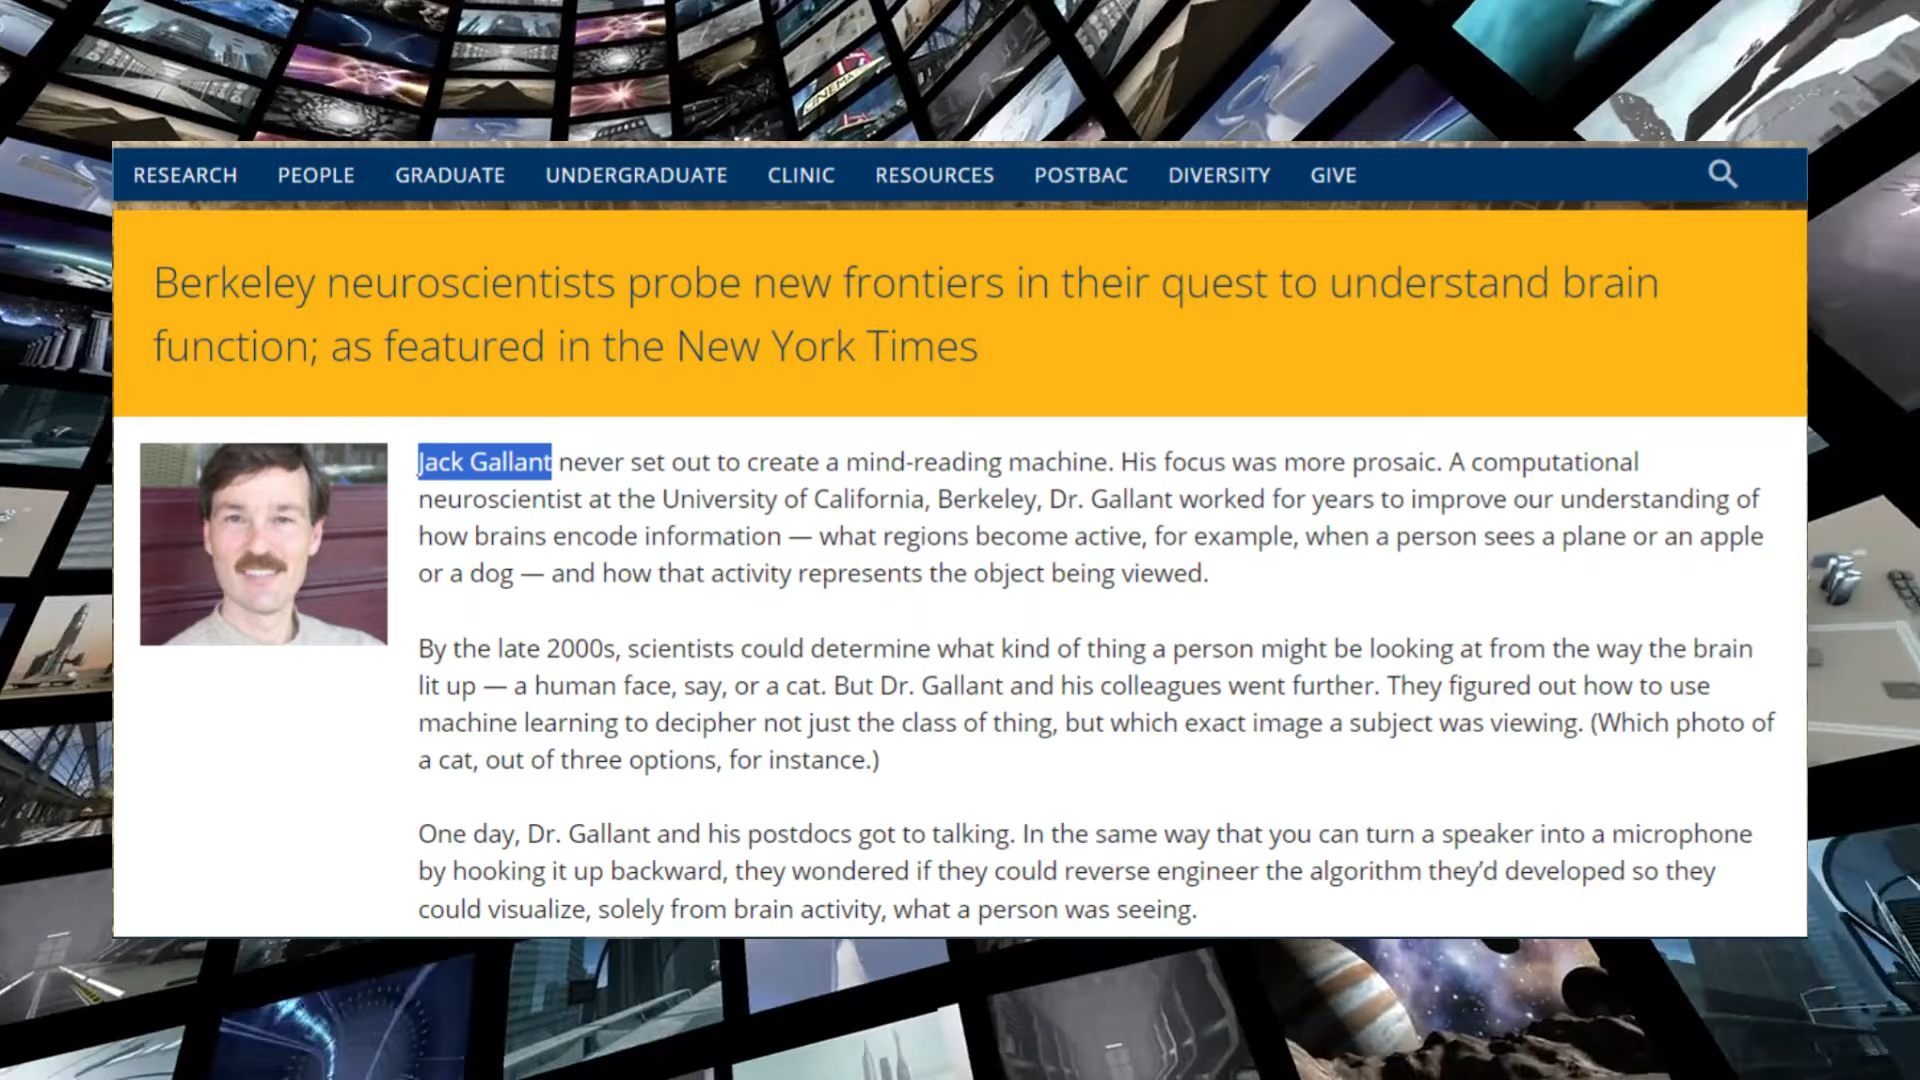 CINEMA
RESEARCH PEOPLE GRADUATE UNDERGRADUATE CLINIC RESOURCES POSTBAC DIVERSITY GIVE
Berkeley neuroscientists probe new frontiers in their quest to understand brain
function; as featured in the New York Times
Jack Gallant never set out to create a mind-reading machine. His focus was more prosaic. A computational
neuroscientist at the University of California, Berkeley, Dr. Gallant worked for years to improve our understanding of
how brains encode information — what regions become active, for example, when a person sees a plane or an apple
or a dog — and how that activity represents the object being viewed.
By the late 2000s, scientists could determine what kind of thing a person might be looking at from the way the brain
lit up — a human face, say, or a cat. But Dr. Gallant and his colleagues went further. They figured out how to use
machine learning to decipher not just the class of thing, but which exact image a subject was viewing. (Which photo of
a cat, out of three options, for instance.)
One day, Dr. Gallant and his postdocs got to talking. In the same way that you can turn a speaker into a microphone
by hooking it up backward, they wondered if they could reverse engineer the algorithm they’d developed so they
could visualize, solely from brain activity, what a person was seeing.